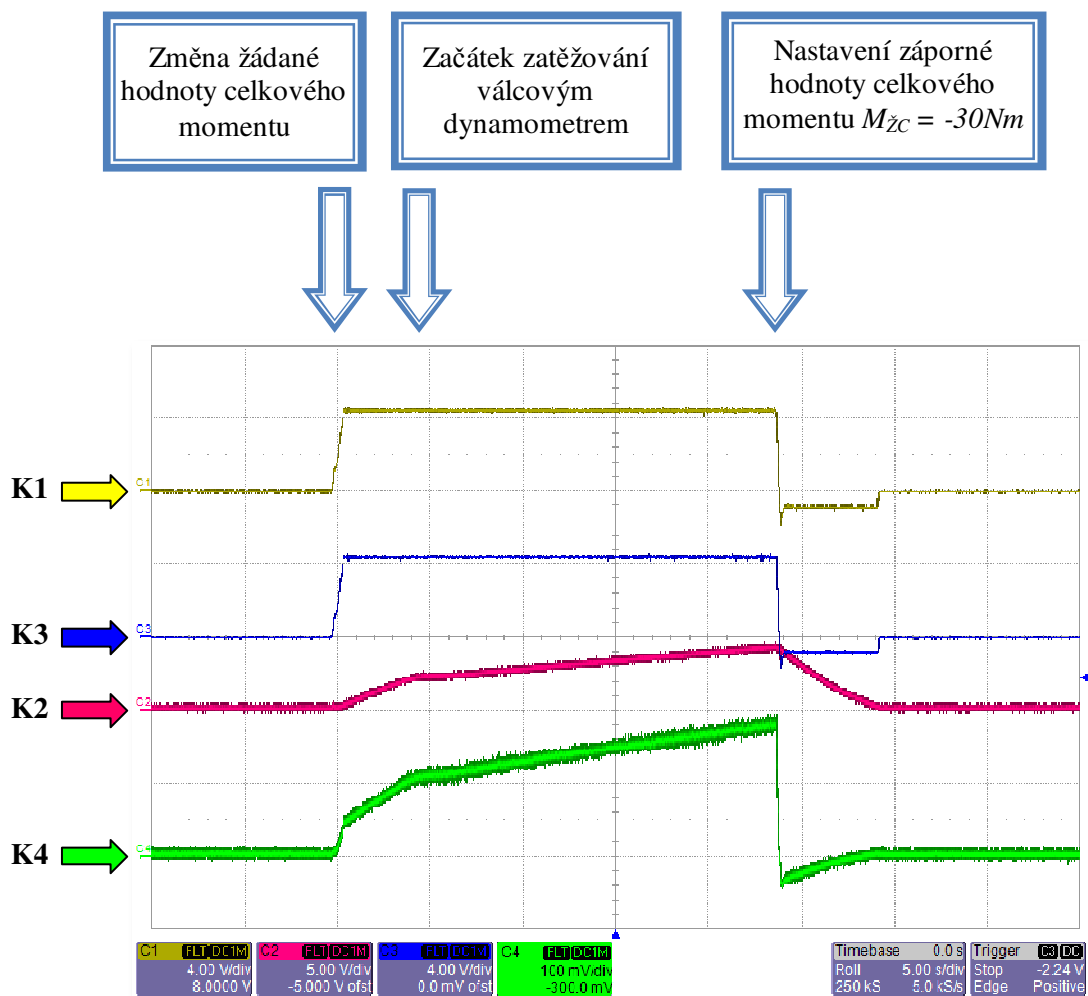 Změna žádané
hodnoty celkového
momentu
Začátek zatěžování
válcovým
dynamometrem
Nastavení záporné
hodnoty celkového
momentu MŽC = -30Nm
K1
C1
K3
C3
K2
C2
K4
C4
C1 FLT DC1M
4.00 V/div
8.0000 V
C2 FLT DC1M
5.00 V/div
-5.000 V ofst
C3 FLT DC1M
4.00 V/div
0.0 mV ofst
C4 FLT DC1M
100 mV/div
-300.0 mV
Timebase 0.0 s
Roll 5.00 s/div
250 kS 5.0 kS/s
Trigger C3 DC
Stop -2.24 V
Edge Positive